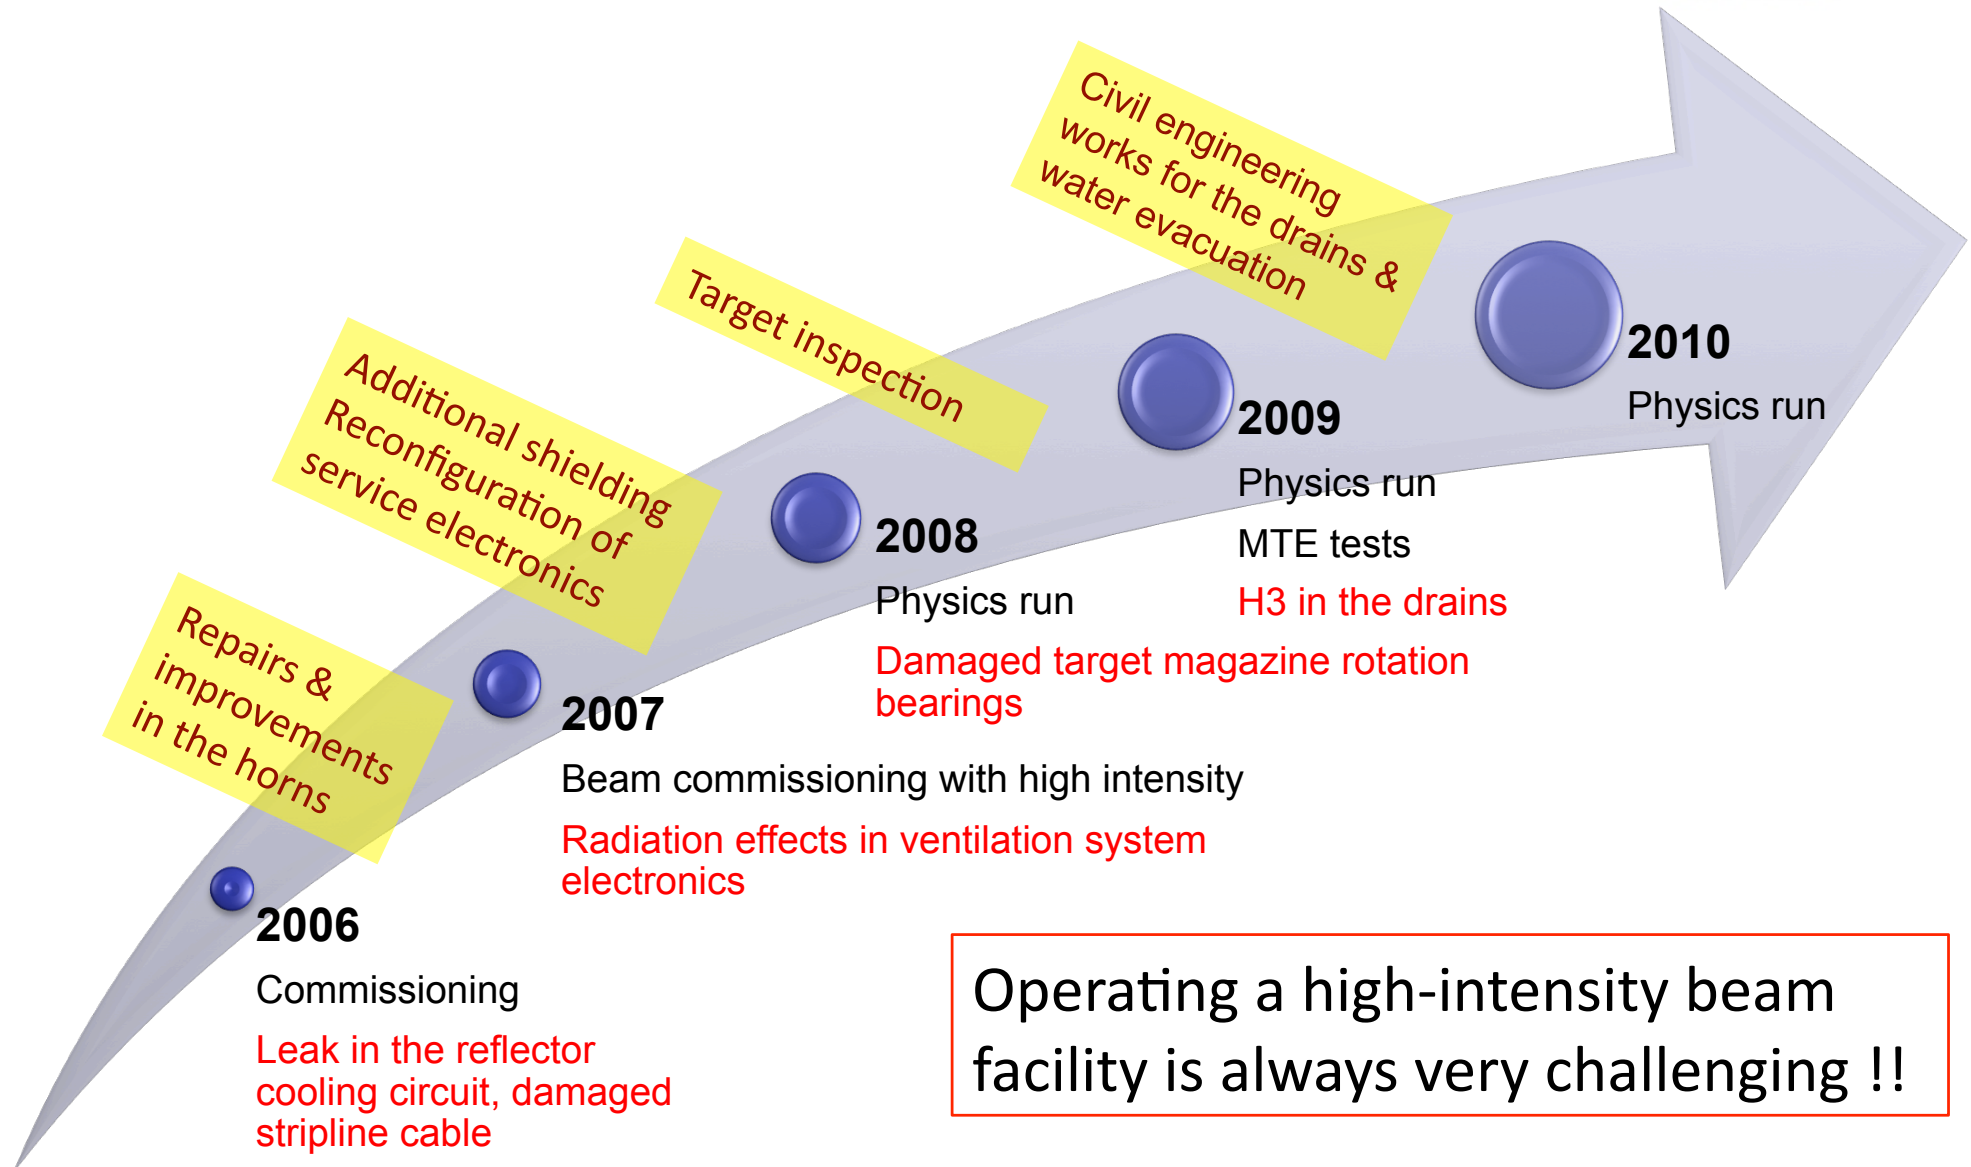 Civil engineering
works for the drains &
water evacuation
Target inspection
Additional shielding
Reconfiguration of
service electronics
Repairs &
improvements
in the horns
2010
Physics run
2009
Physics run
MTE tests
H3 in the drains
2008
Physics run
Damaged target magazine rotation
bearings
2007
Beam commissioning with high intensity
Radiation effects in ventilation system
electronics
2006
Commissioning
Leak in the reflector
cooling circuit, damaged
stripline cable
Operating a high-intensity beam
facility is always very challenging !!